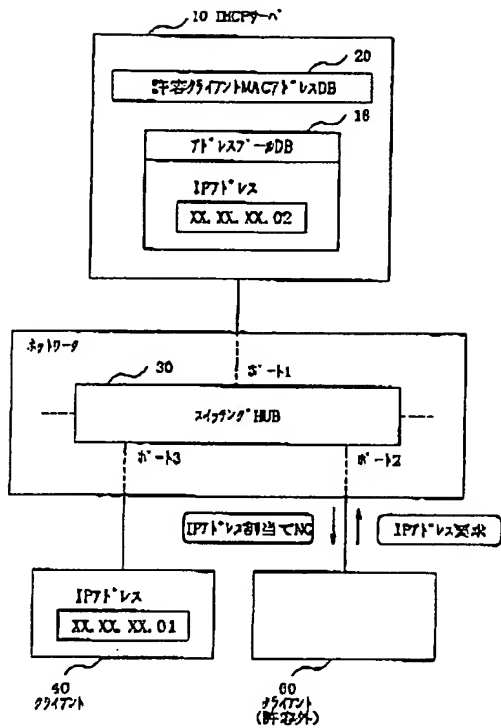 10 DHCPサーバ
20
許容クライアントMACアドレスDB
16
アドレスプールDB
IPアドレス
XX. XX. XX. 02
ネットワーク
30
ポート1
スイッチングHUB
ポート3
ポート2
IPアドレス割当てNG
IPアドレス要求
IPアドレス
XX. XX. XX. 01
40
クライアント
60
クライアント
(許容外)